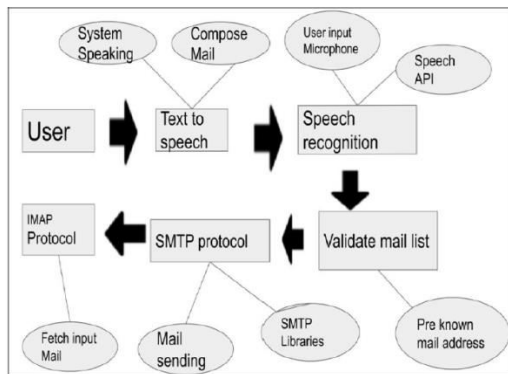 System
Speaking
Compose
Mail
User input
Microphone
Speech
API
User
Text to
speech
Speech
recognition
IMAP
Protocol
SMTP protocol
Validate mail list
Fetch input
Mail
Mail
sending
SMTP
Libraries
Pre known
mail address